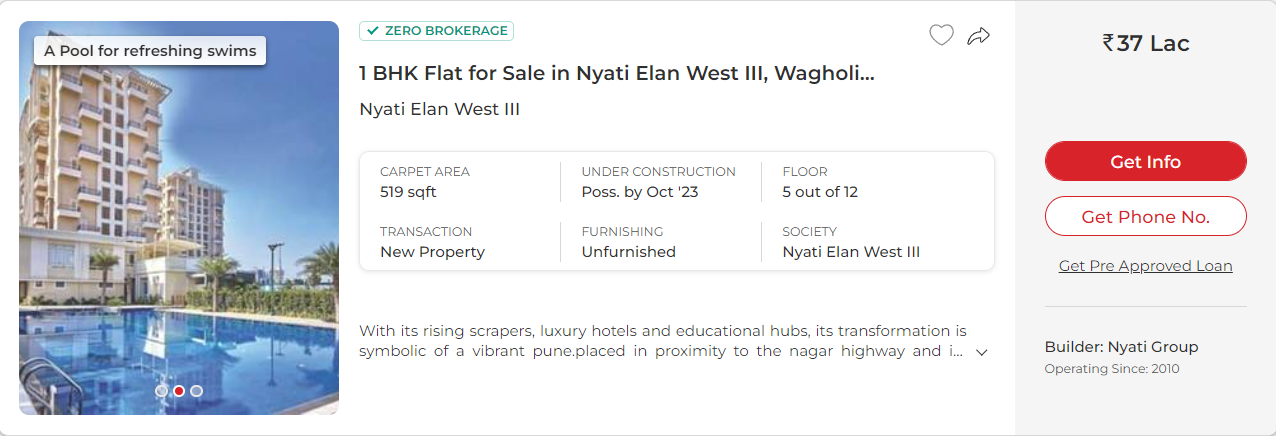 A Pool for refreshing swims
ZERO BROKERAGE
1 BHK Flat for Sale in Nyati Elan West III, Wagholi...
Nyati Elan West III
CARPET AREA
519 sqft
UNDER CONSTRUCTION
Poss. by Oct '23
FLOOR
5 out of 12
TRANSACTION
New Property
FURNISHING
Unfurnished
SOCIETY
Nyati Elan West III
With its rising scrapers, luxury hotels and educational hubs, its transformation is
symbolic of a vibrant pune.placed in proximity to the nagar highway and i...
₹37 Lac
Get Info
Get Phone No.
Get Pre Approved Loan
Builder: Nyati Group
Operating Since: 2010